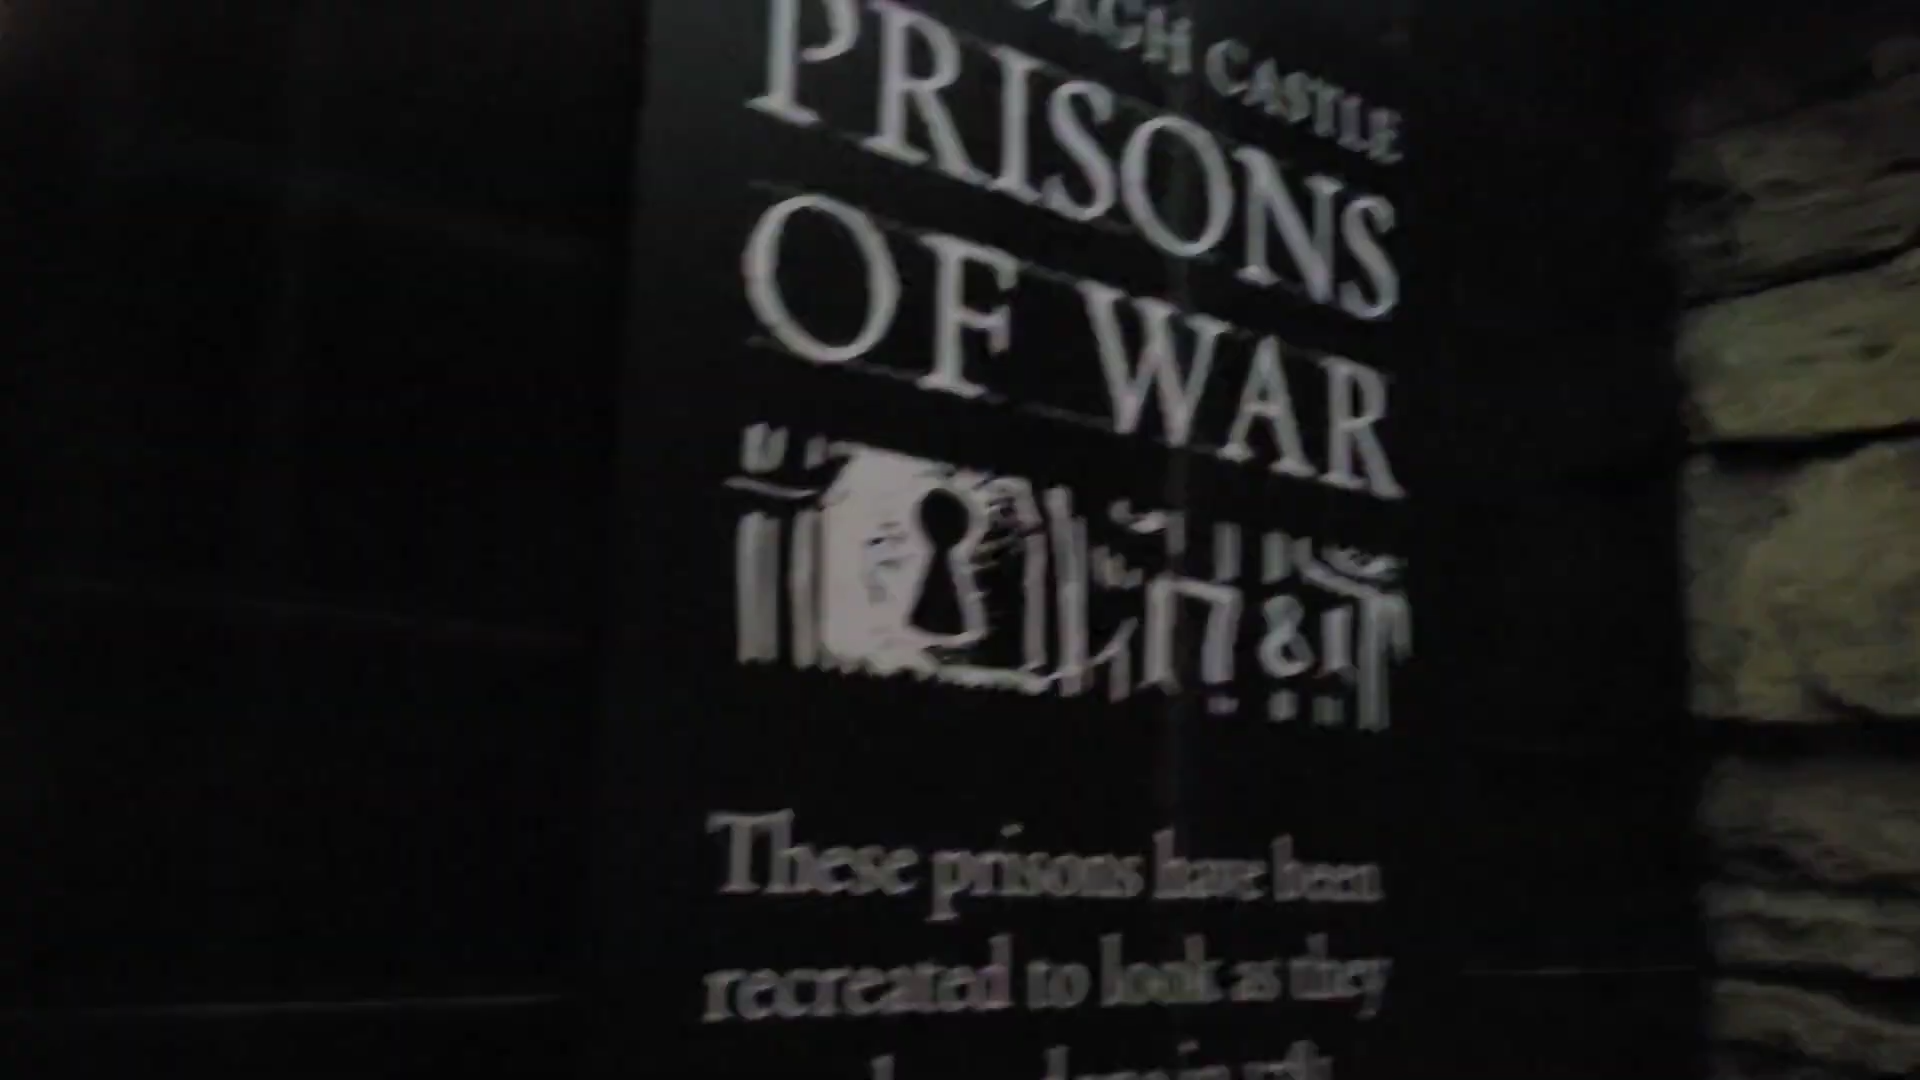 CASTLE
PRISONS
OF WAR
These prisons have been
recreated to look as they